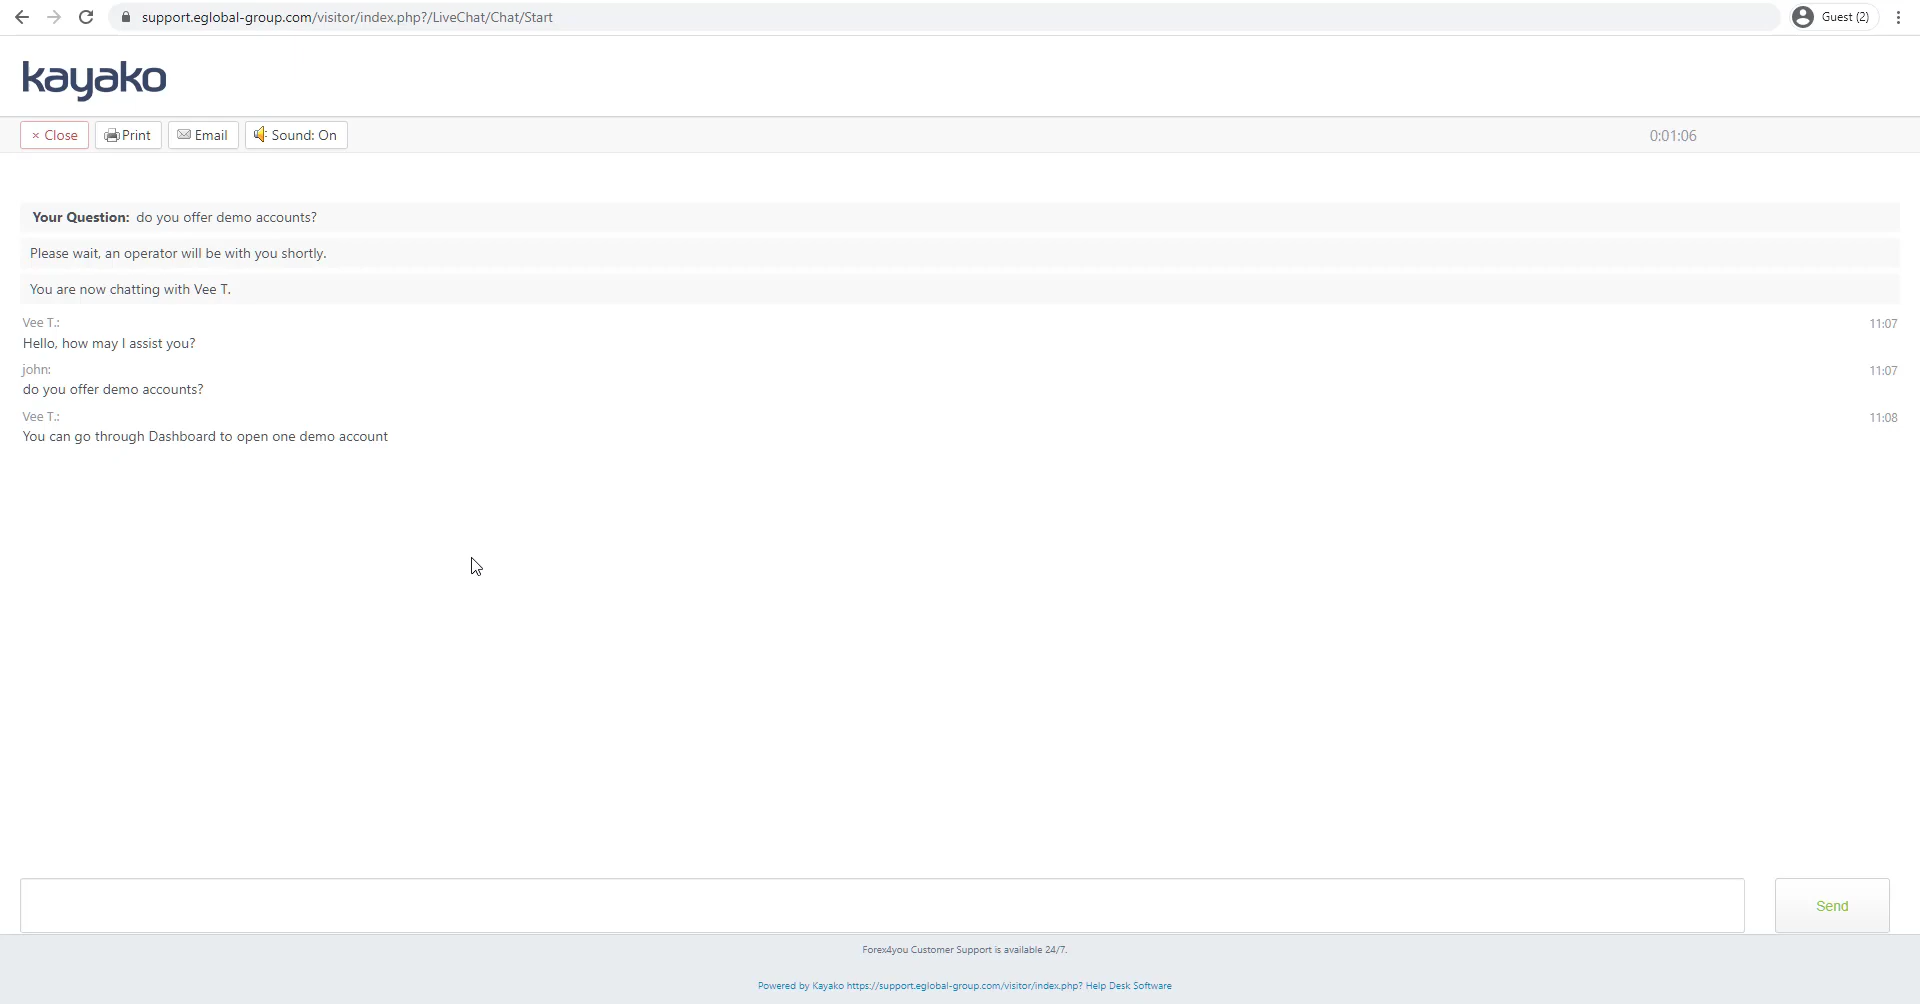 support.eglobal-group.com/visitor/index.php?/LiveChat/Chat/Start
Guest (2)
kayako
× Close
Print
Email
Sound: On
0:01:06
Your Question: do you offer demo accounts?
Please wait, an operator will be with you shortly.
You are now chatting with Vee T.
Vee T.: 11:07
Hello, how may I assist you?
john: 11:07
do you offer demo accounts?
Vee T.: 11:08
You can go through Dashboard to open one demo account
Send
Forex4you Customer Support is available 24/7.
Powered by Kayako https://support.eglobal-group.com/visitor/index.php? Help Desk Software